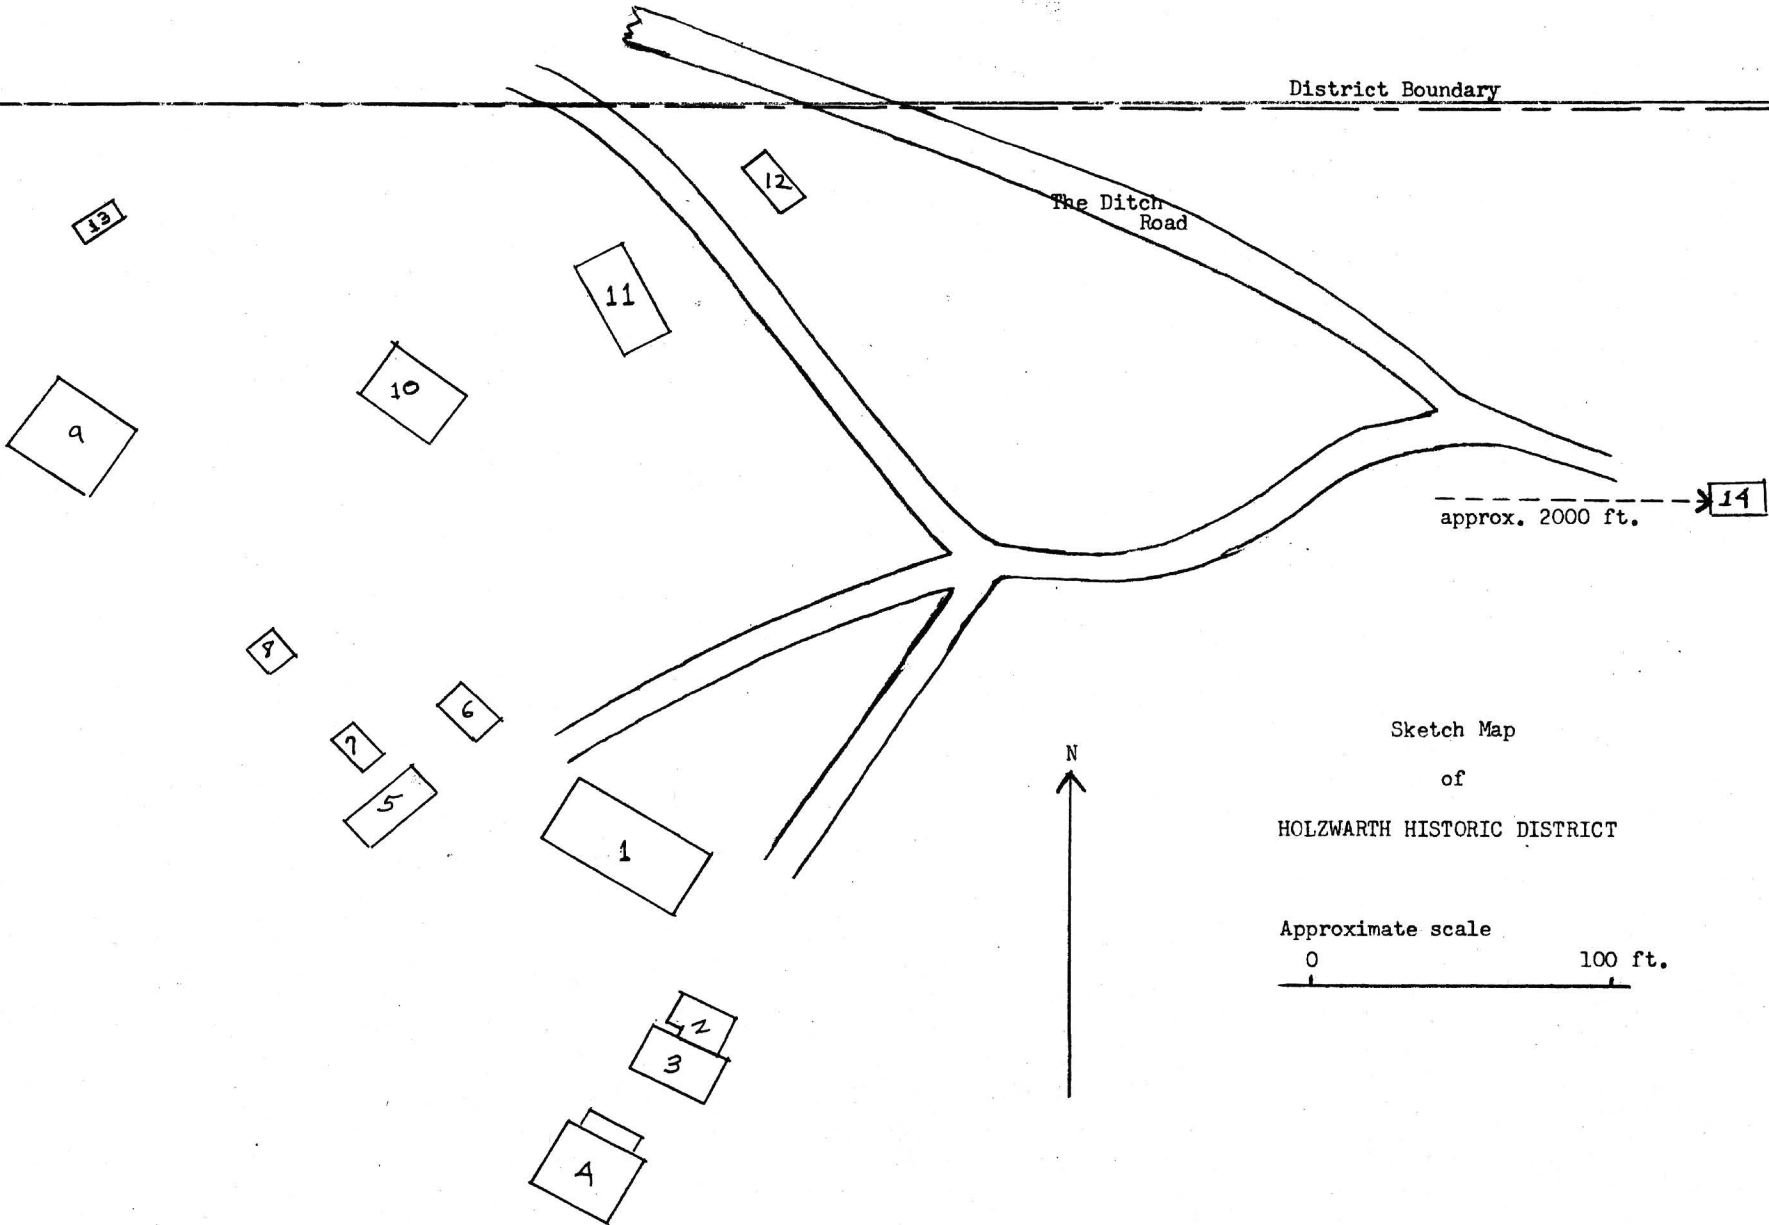 District Boundary
12
The Ditch
Road
13
11
10
9
14
approx. 2000 ft.
8
6
7
5
1
N
Sketch Map
of
HOLZWARTH HISTORIC DISTRICT
Approximate scale
0 100 ft.
2
3
4